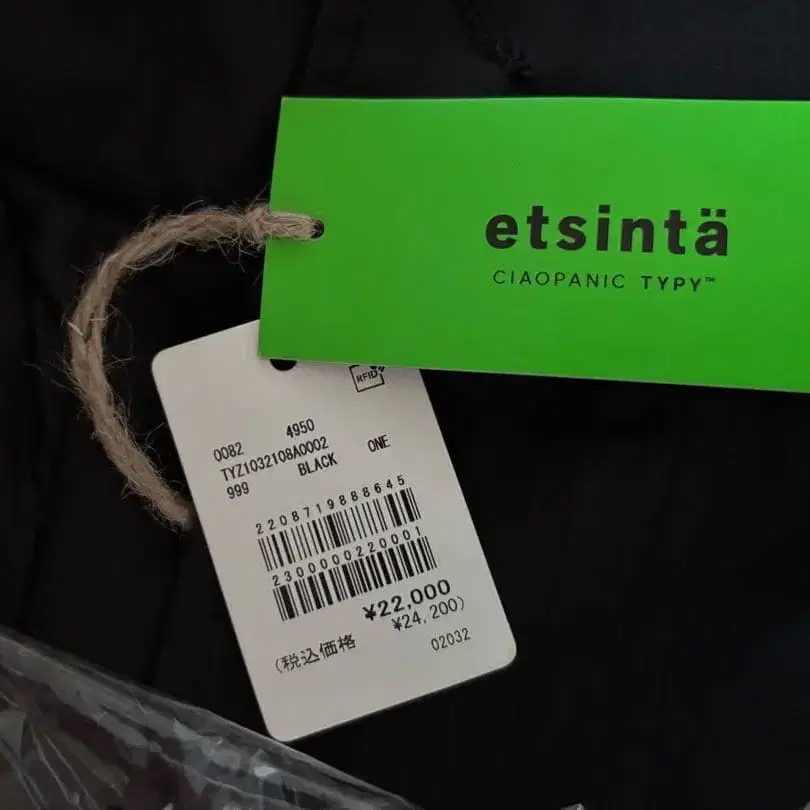 etsintä
CIAOPANIC TYPY™
RFID
0082 4950
TYZ1032108A0002
999 BLACK ONE
2208719888645
2300000220001
¥22,000
(税込価格 ¥24,200)
02032